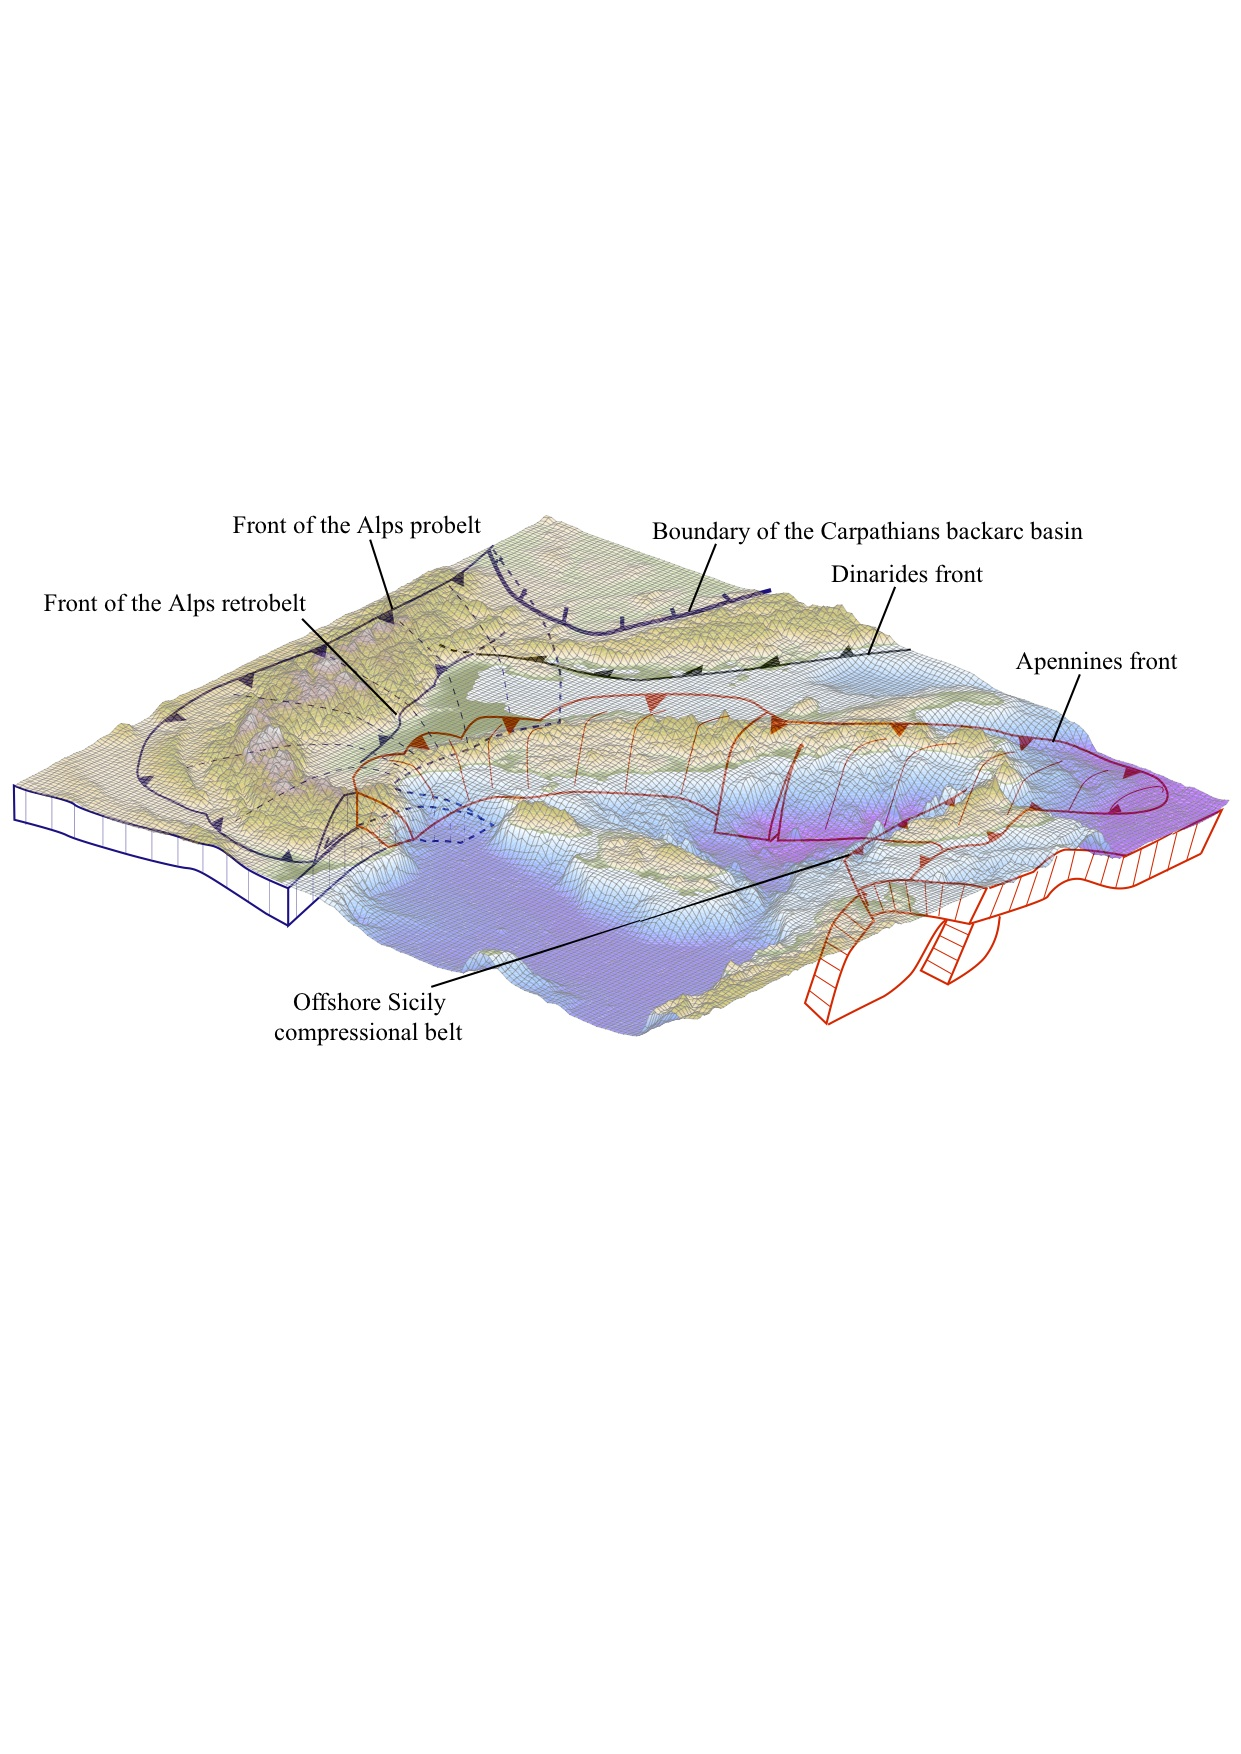 Front of the Alps probelt
Boundary of the Carpathians backarc basin
Dinarides front
Front of the Alps retrobelt
Apennines front
Offshore Sicily
compressional belt